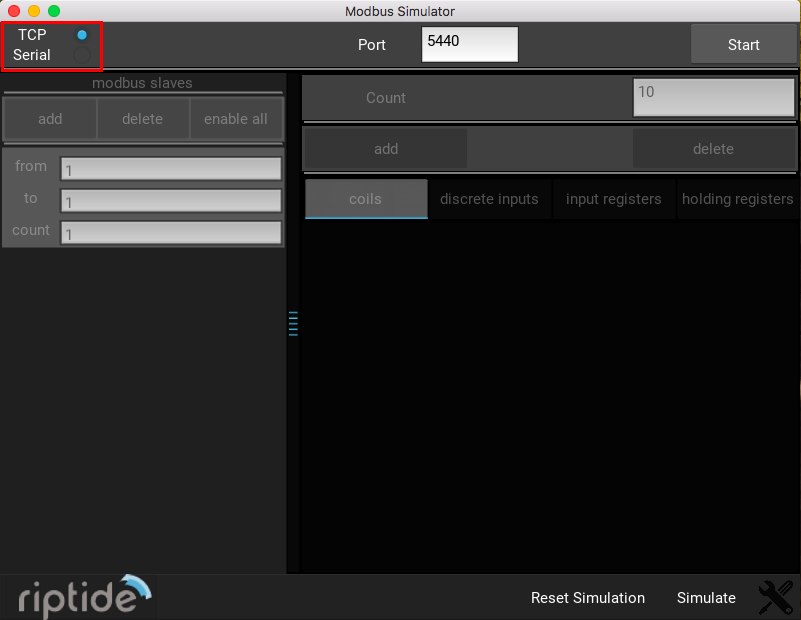 Modbus Simulator
TCP
Serial
Port
5440
Start
modbus slaves
add
delete
enable all
from
1
to
1
count
1
Count
10
add
delete
coils
discrete inputs
input registers
holding registers
riptide
Reset Simulation
Simulate